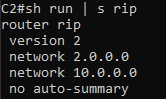 C2#sh run | s rip
router rip
 version 2
 network 2.0.0.0
 network 10.0.0.0
 no auto-summary